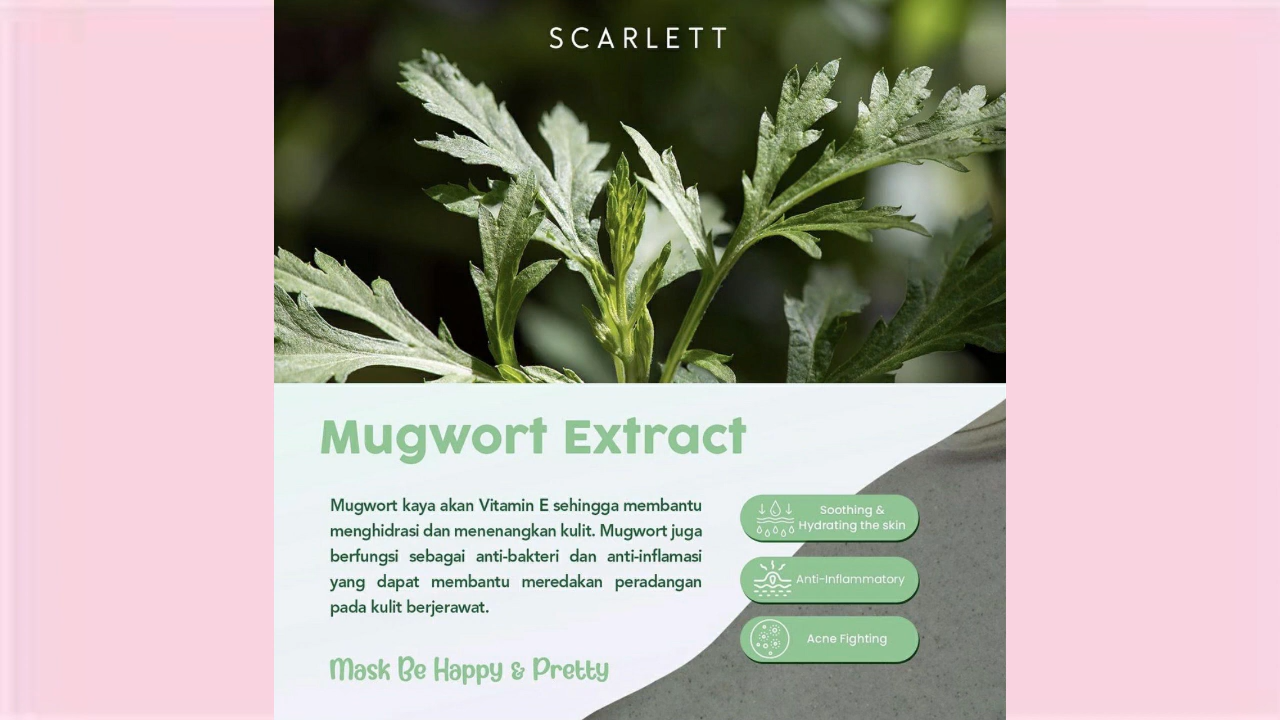 SCARLETT
Mugwort Extract
Mugwort kaya akan Vitamin E sehingga membantu
menghidrasi dan menenangkan kulit. Mugwort juga
berfungsi sebagai anti-bakteri dan anti-inflamasi
yang dapat membantu meredakan peradangan
pada kulit berjerawat.
Mask Be Happy & Pretty
Soothing &
Hydrating the skin
Anti-Inflammatory
Acne Fighting